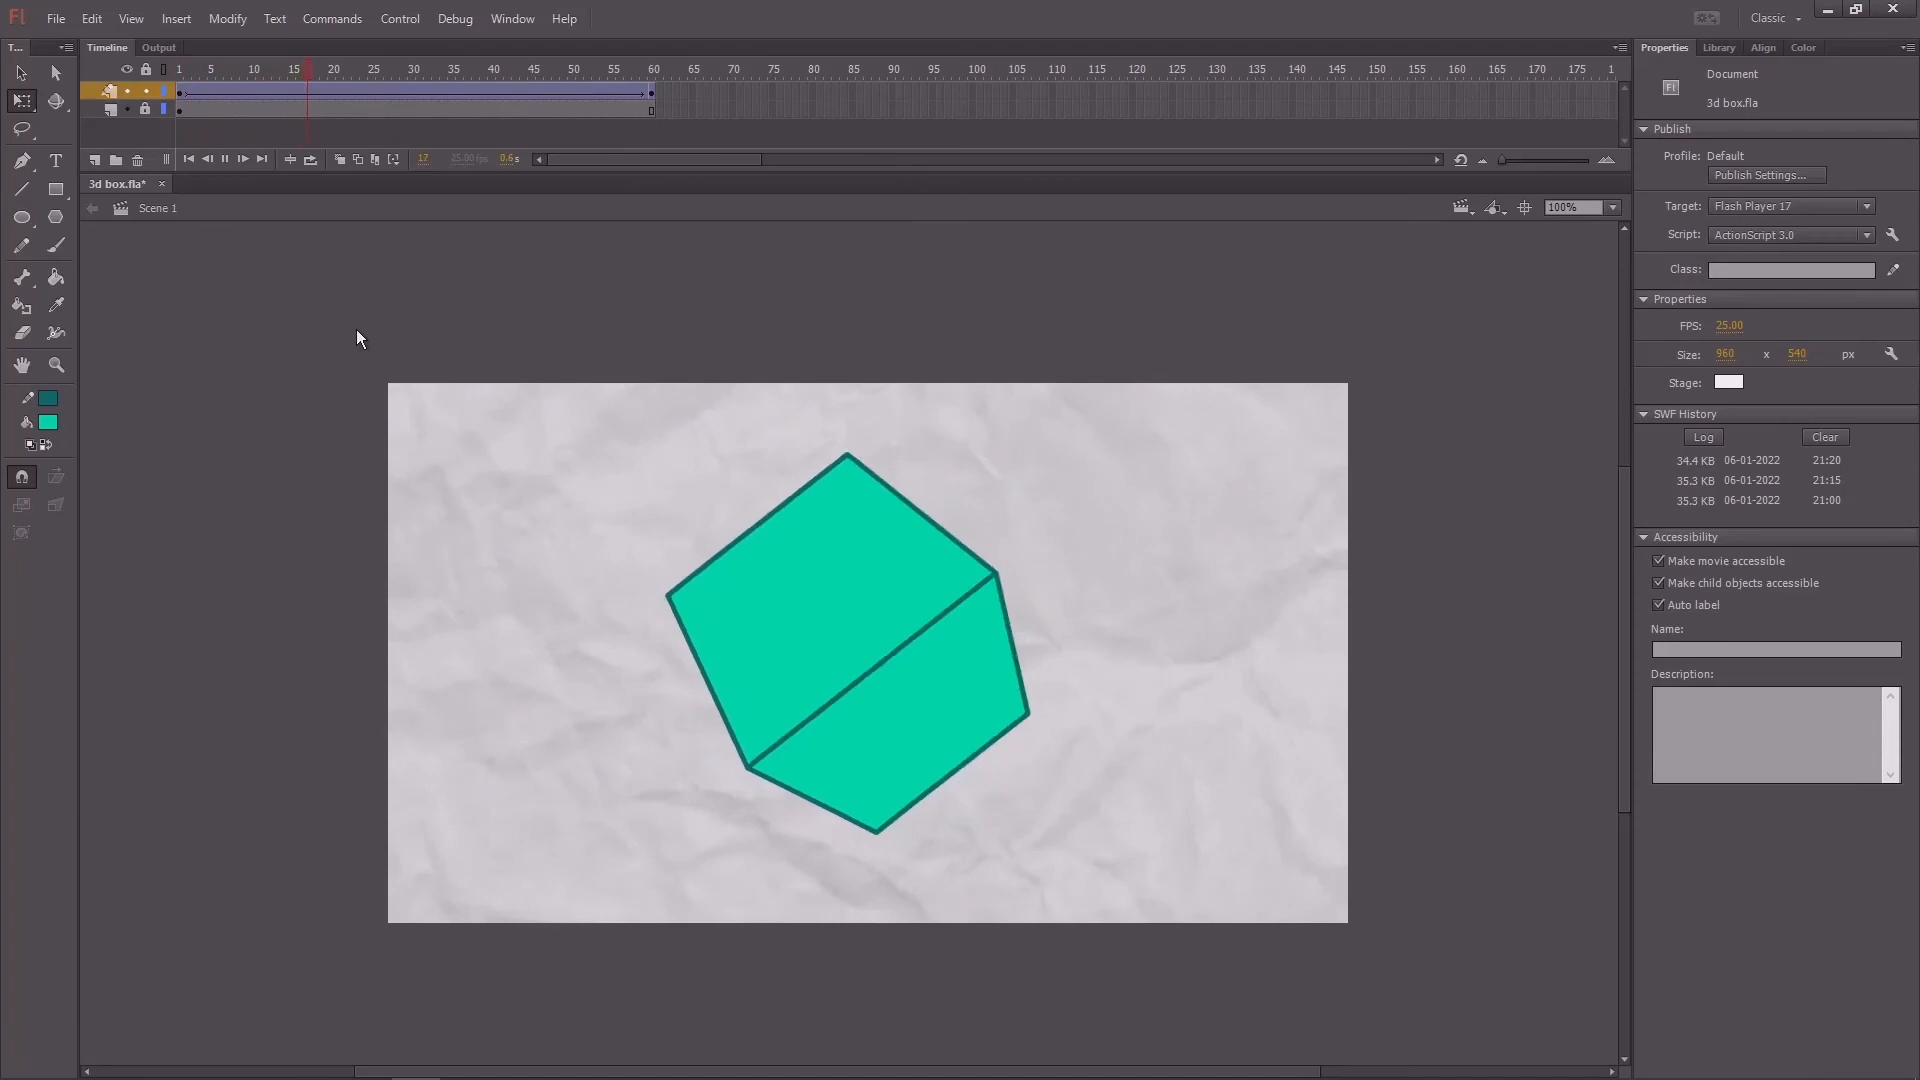 Fl File Edit View Insert Modify Text Commands Control Debug Window Help Classic
T... Timeline Output Properties Library Align Color
1 5 10 15 20 25 30 35 40 45 50 55 60 65 70 75 80 85 90 95 100 105 110 115 120 125 130 135 140 145 150 155 160 165 170 175 1
Document
Fl 3d box.fla
Publish
17 25.00 fps 0.6s
Profile: Default
Publish Settings...
3d box.fla*
Scene 1 100%
Target: Flash Player 17
Script: ActionScript 3.0
Class:
Properties
FPS: 25.00
Size: 960 x 540 px
Stage:
SWF History
Log Clear
34.4 KB 06-01-2022 21:20
35.3 KB 06-01-2022 21:15
35.3 KB 06-01-2022 21:00
Accessibility
Make movie accessible
Make child objects accessible
Auto label
Name:
Description: